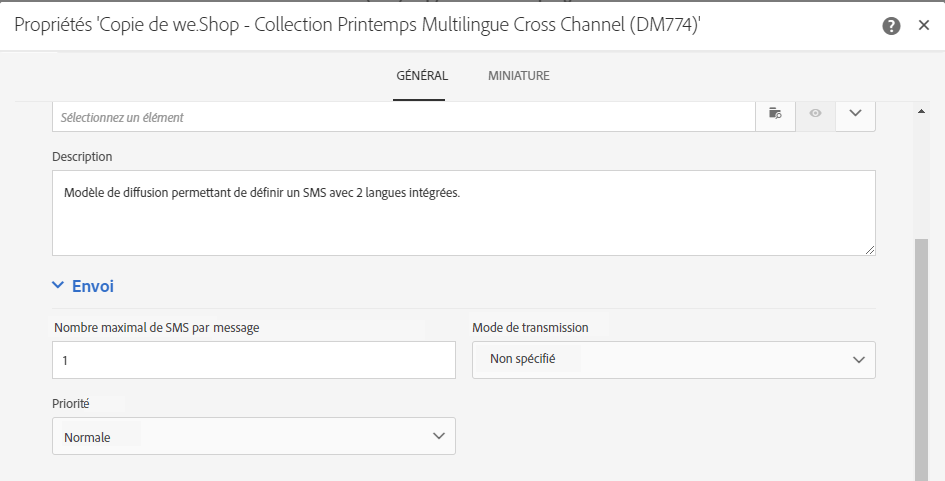 Propriétés 'Copie de we.Shop - Collection Printemps Multilingue Cross Channel (DM774)'
GÉNÉRAL MINIATURE
Sélectionnez un élément
Description
Modèle de diffusion permettant de définir un SMS avec 2 langues intégrées.
Envoi
Nombre maximal de SMS par message Mode de transmission
1 Non spécifié
Priorité
Normale